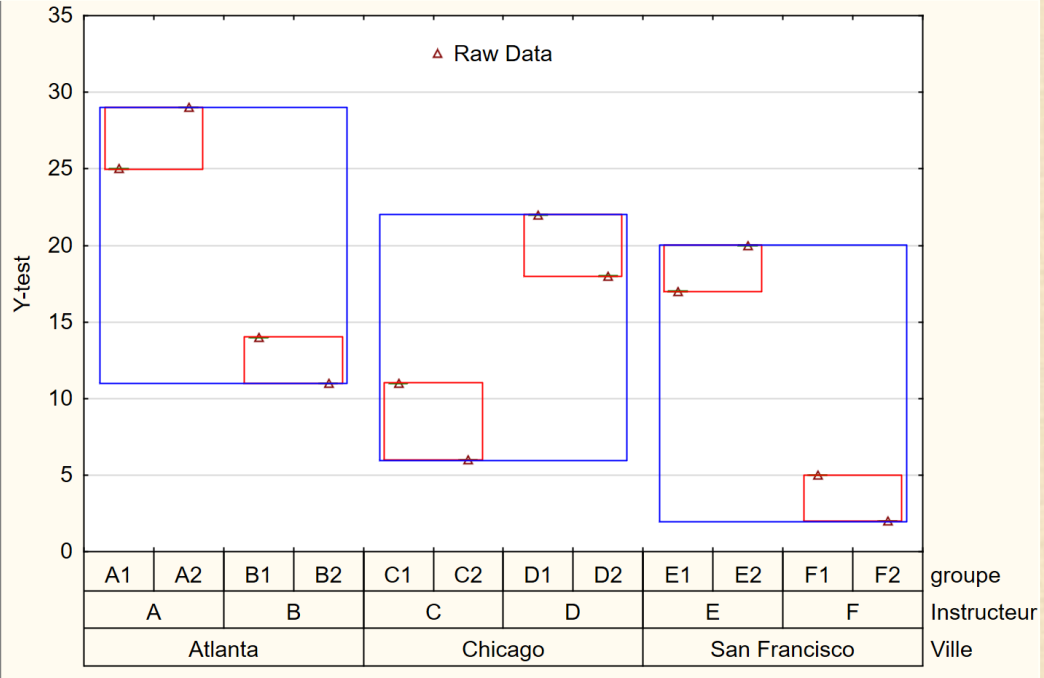 35
Raw Data
30
25
20
15
10
5
0
Y-test
A1 A2 B1 B2 C1 C2 D1 D2 E1 E2 F1 F2 groupe
A B C D E F Instructeur
Atlanta Chicago San Francisco Ville